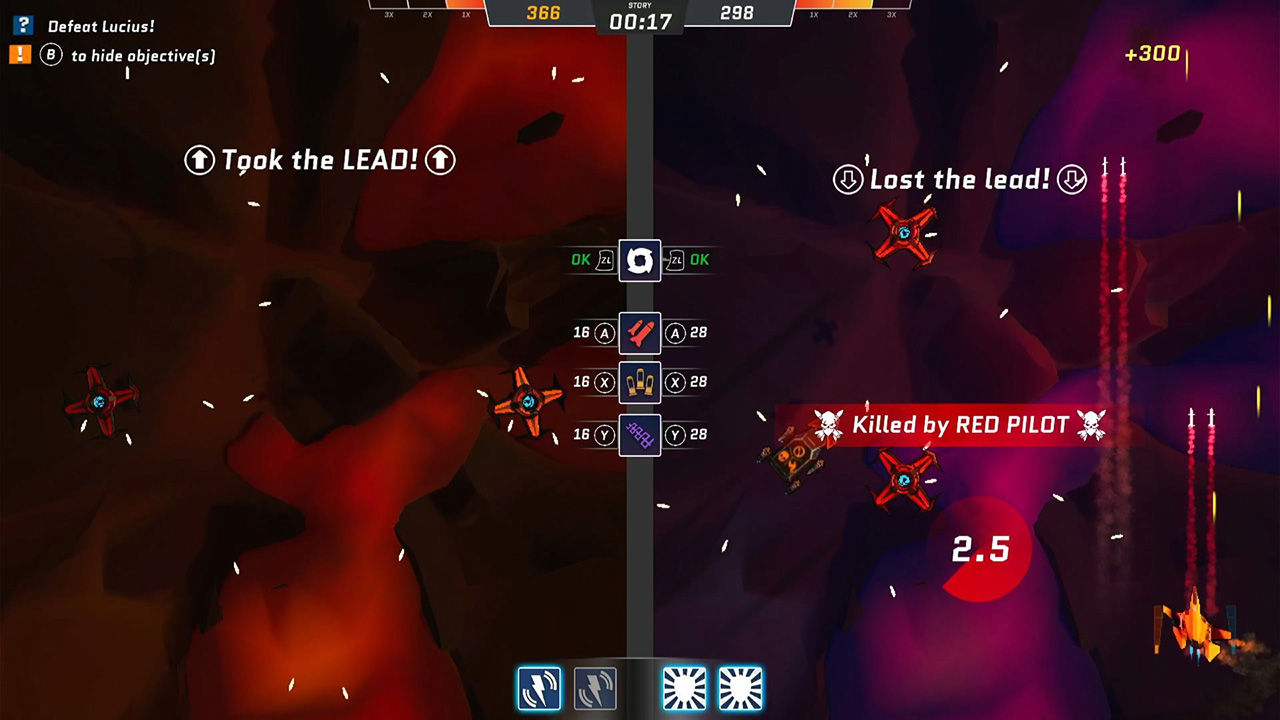 3X 2X 1X 366 STORY 298 1X 2X 3X
00:17
? Defeat Lucius!
! B to hide objective(s)
+300
Took the LEAD!
Lost the lead!
OK ZL ZL OK
16 A A 28
16 X X 28
16 Y Y 28
Killed by RED PILOT
2.5